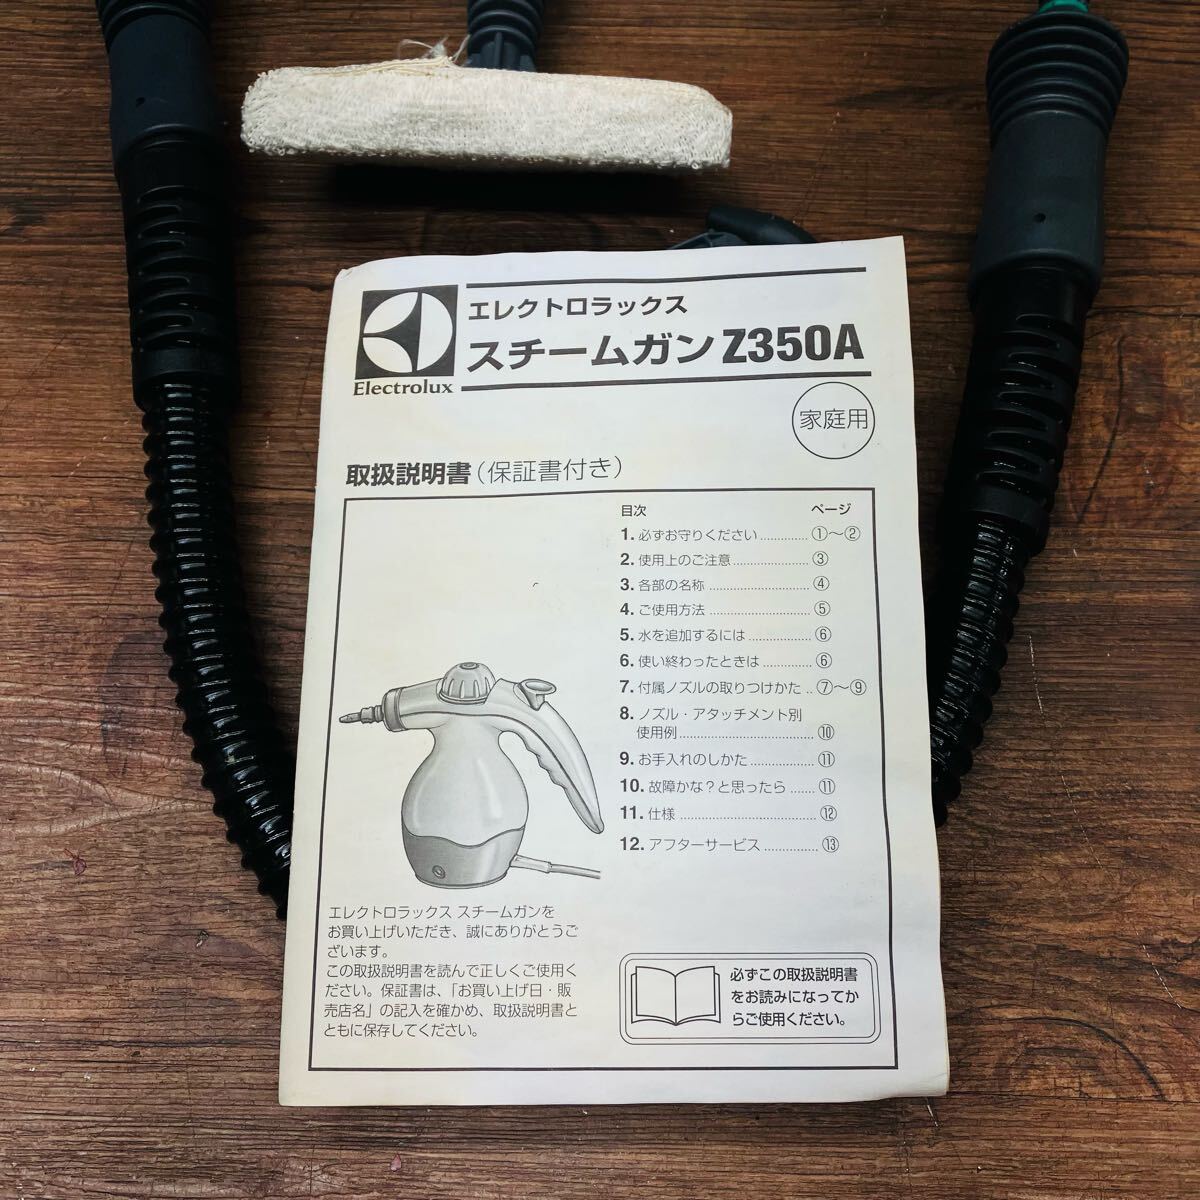 エレクトロラックス
スチームガン Z350A
Electrolux
家庭用
取扱説明書(保証書付き)
目次 ページ
1. 必ずお守りください.............. ①〜②
2. 使用上のご注意...................... ③
3. 各部の名称 ............................. ④
4. ご使用方法 ............................. ⑤
5. 水を追加するには .................. ⑥
6. 使い終わったときは .............. ⑥
7. 付属ノズルの取りつけかた .. ⑦〜⑨
8. ノズル・アタッチメント別
使用例....................................... ⑩
9. お手入れのしかた ................... ⑪
10. 故障かな?と思ったら ....... ⑪
11. 仕様 ........................................ ⑫
12. アフターサービス ................ ⑬
エレクトロラックス スチームガンを
お買い上げいただき、誠にありがとうご
ざいます。
この取扱説明書を読んで正しくご使用く
ださい。保証書は、「お買い上げ日・販
売店名」の記入を確かめ、取扱説明書と
ともに保存してください。
必ずこの取扱説明書
をお読みになってか
らご使用ください。